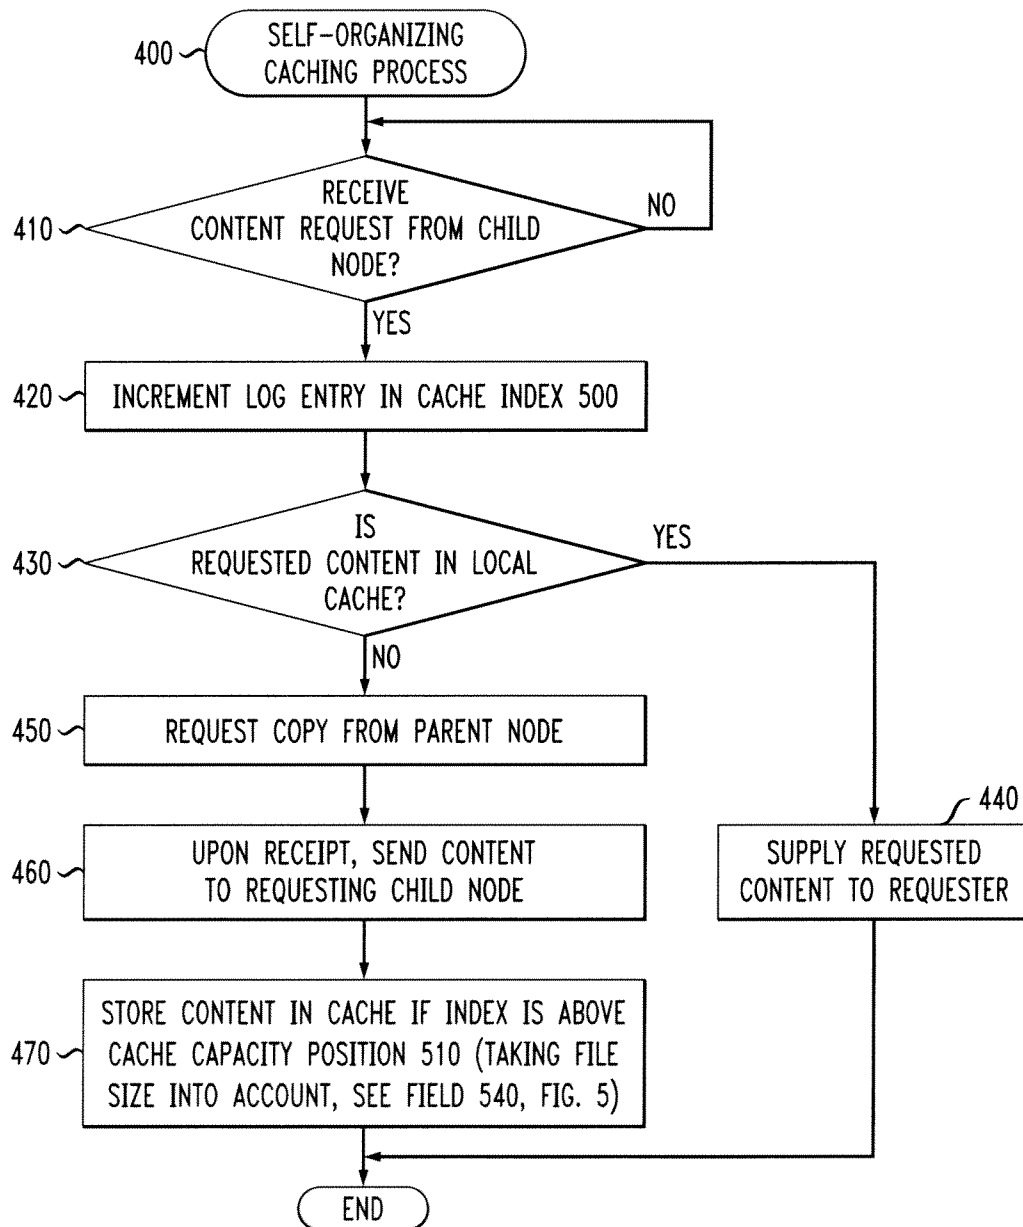 SELF-ORGANIZING
400
CACHING PROCESS
RECEIVE
NO
410
CONTENT REQUEST FROM CHILD
NODE?
YES
420
INCREMENT LOG ENTRY IN CACHE INDEX 500
IS
YES
430
REQUESTED CONTENT IN LOCAL
CACHE?
NO
450
REQUEST COPY FROM PARENT NODE
440
460
UPON RECEIPT, SEND CONTENT
TO REQUESTING CHILD NODE
SUPPLY REQUESTED
CONTENT TO REQUESTER
470
STORE CONTENT IN CACHE IF INDEX IS ABOVE
CACHE CAPACITY POSITION 510 (TAKING FILE
SIZE INTO ACCOUNT, SEE FIELD 540, FIG. 5)
END